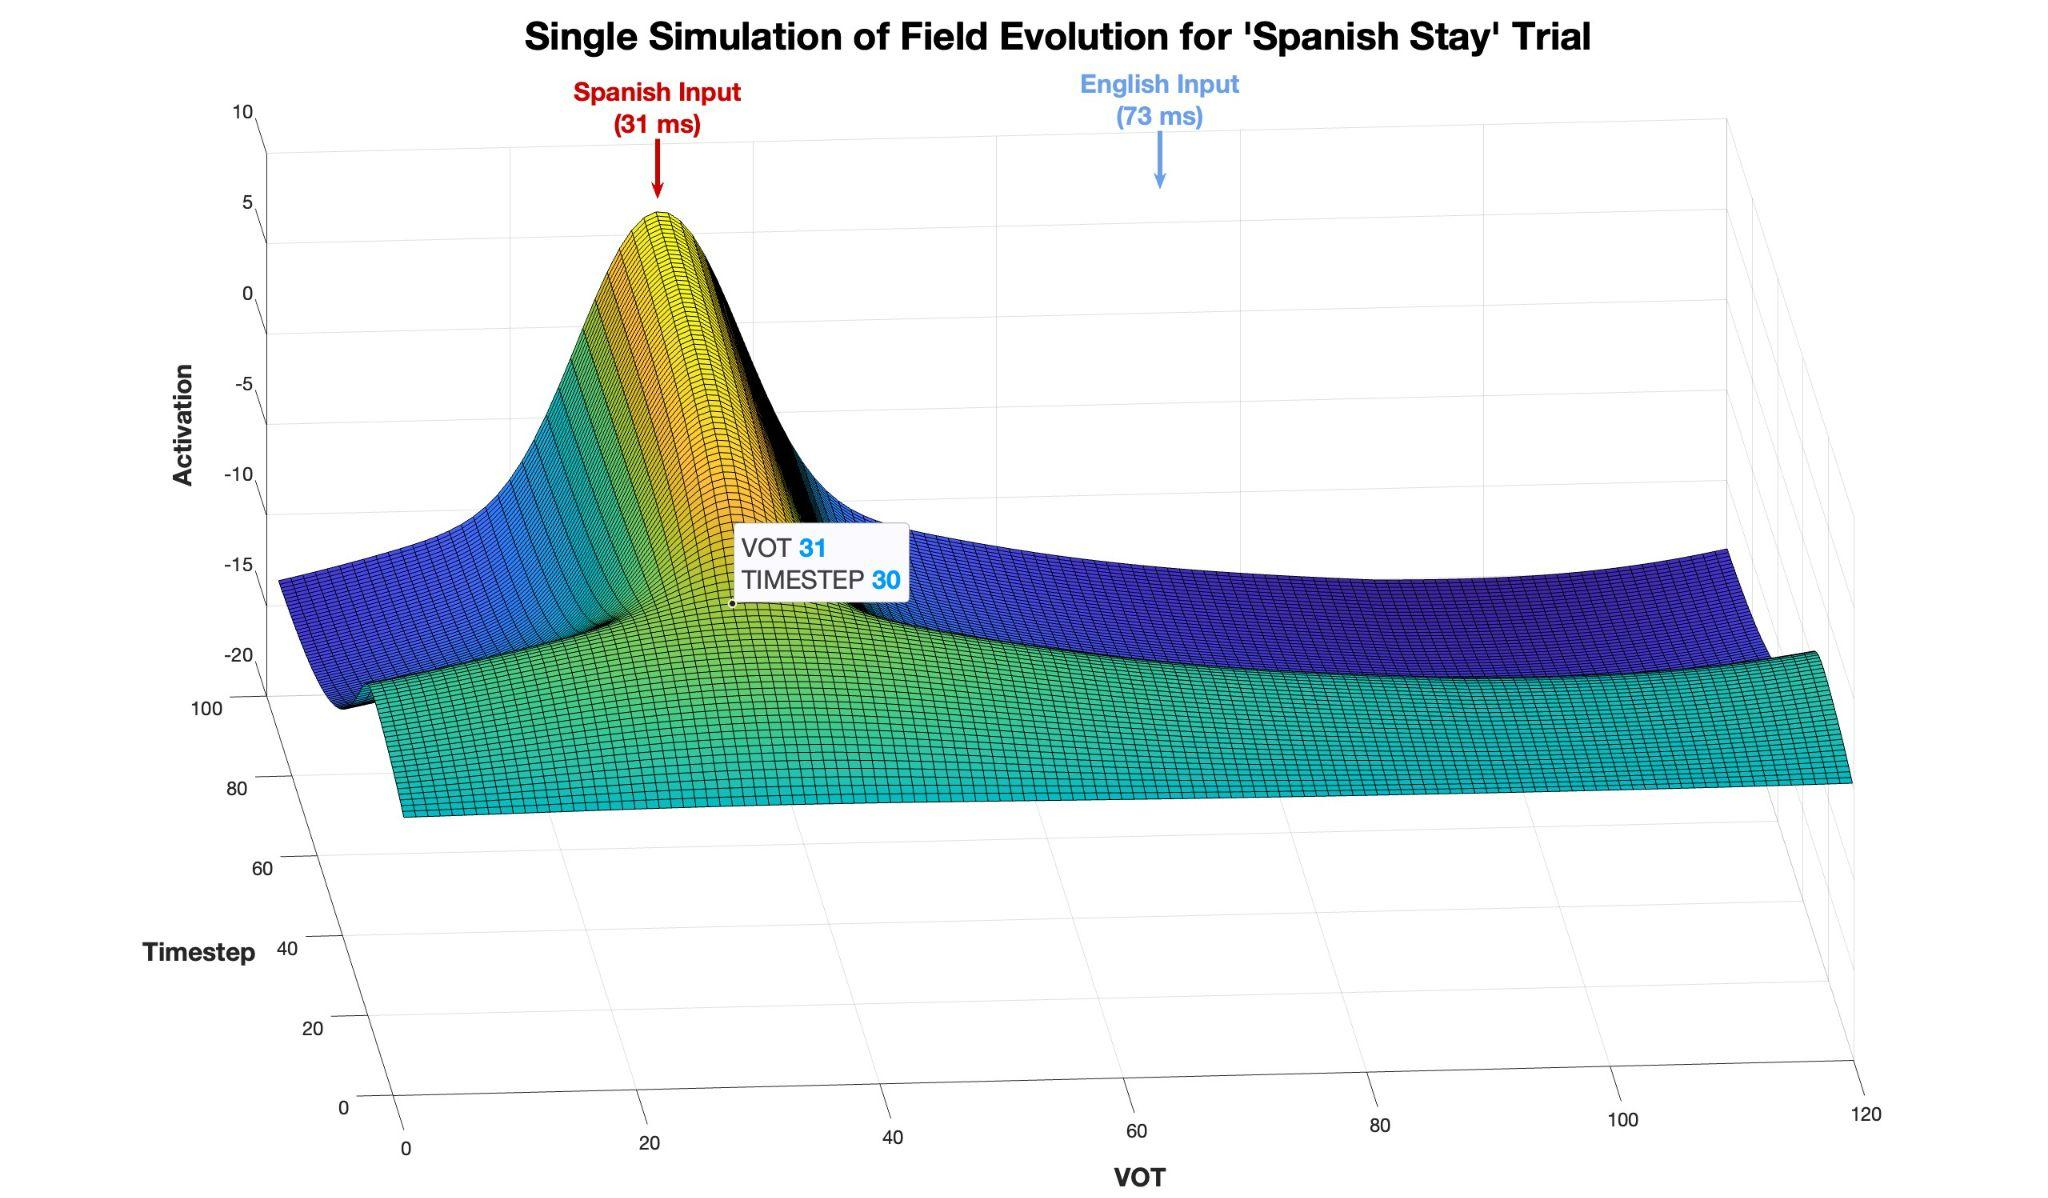 Single Simulation of Field Evolution for 'Spanish Stay' Trial
Spanish Input
(31 ms)
English Input
(73 ms)
10
5
0
-5
-10
-15
-20
Activation
VOT 31
TIMESTEP 30
100
80
60
40
20
0
Timestep
0
20
40
60
80
100
120
VOT